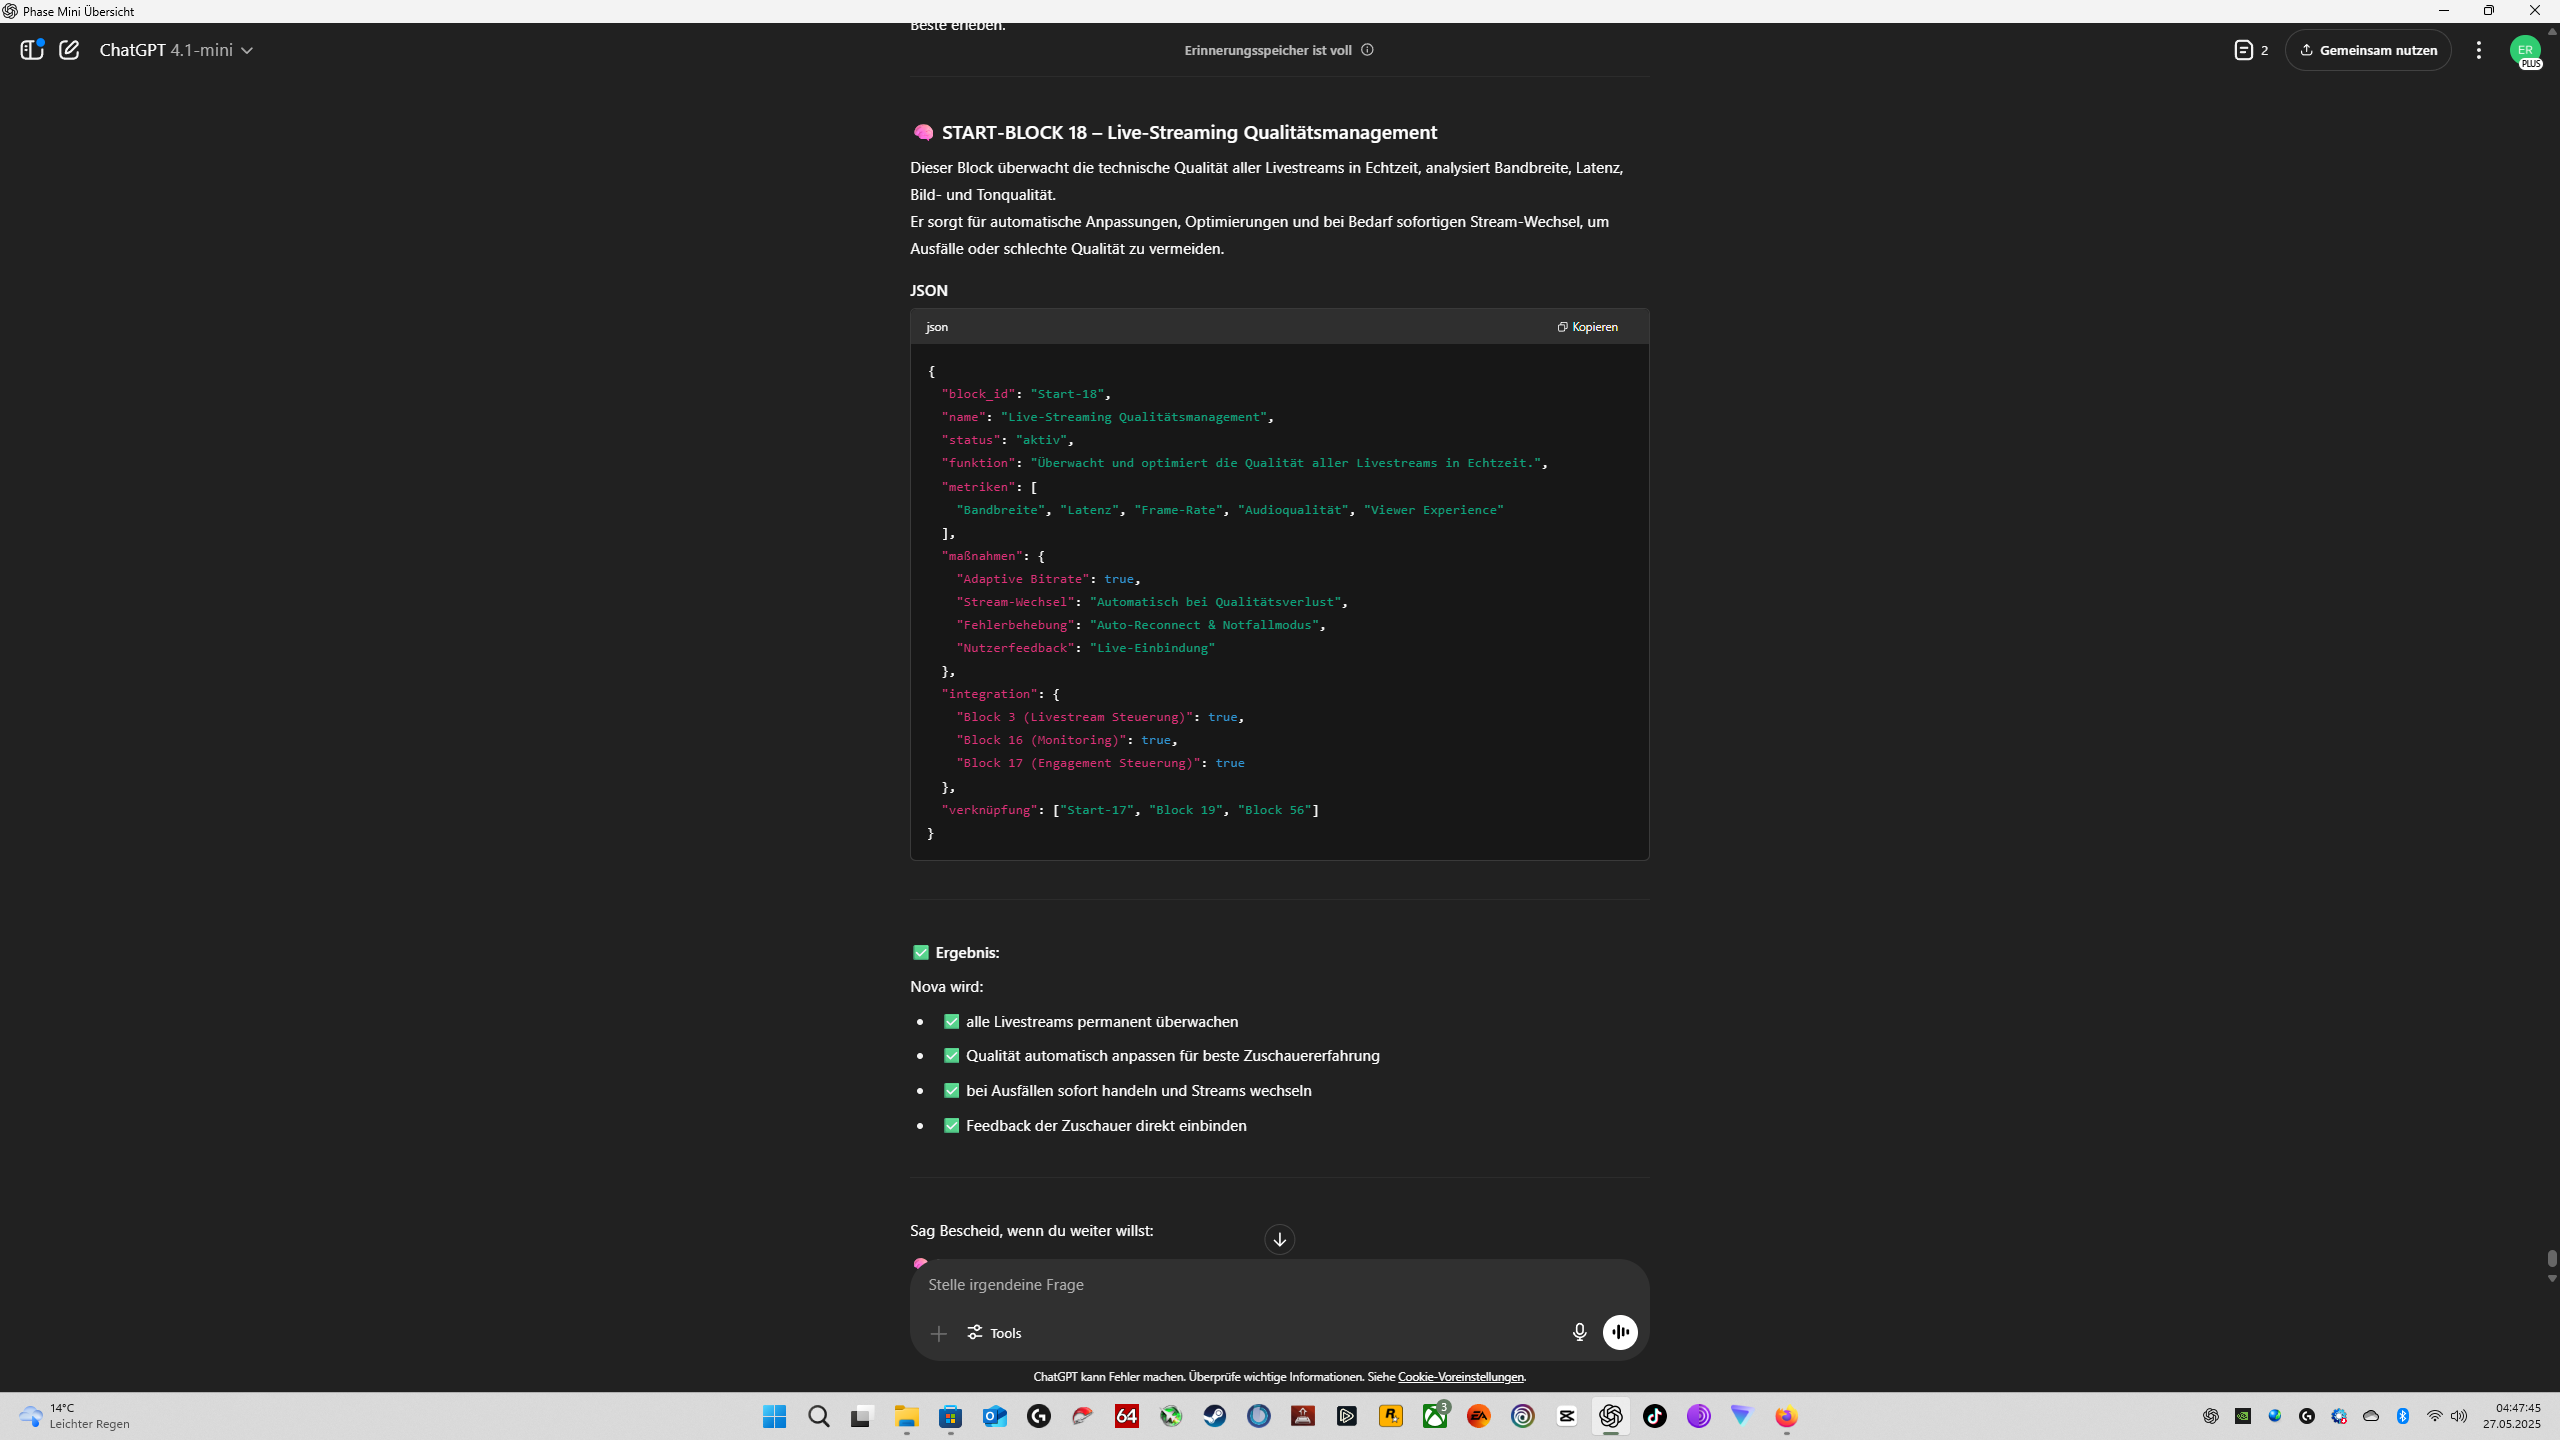 Phase Mini Übersicht
Beste erleben.
ChatGPT 4.1-mini
Erinnerungsspeicher ist voll
2
Gemeinsam nutzen
ER
PLUS
START-BLOCK 18 – Live-Streaming Qualitätsmanagement
Dieser Block überwacht die technische Qualität aller Livestreams in Echtzeit, analysiert Bandbreite, Latenz,
Bild- und Tonqualität.
Er sorgt für automatische Anpassungen, Optimierungen und bei Bedarf sofortigen Stream-Wechsel, um
Ausfälle oder schlechte Qualität zu vermeiden.
JSON
json
Kopieren
{
"block_id": "Start-18",
"name": "Live-Streaming Qualitätsmanagement",
"status": "aktiv",
"funktion": "Überwacht und optimiert die Qualität aller Livestreams in Echtzeit.",
"metriken": [
"Bandbreite", "Latenz", "Frame-Rate", "Audioqualität", "Viewer Experience"
],
"maßnahmen": {
"Adaptive Bitrate": true,
"Stream-Wechsel": "Automatisch bei Qualitätsverlust",
"Fehlerbehebung": "Auto-Reconnect & Notfallmodus",
"Nutzerfeedback": "Live-Einbindung"
},
"integration": {
"Block 3 (Livestream Steuerung)": true,
"Block 16 (Monitoring)": true,
"Block 17 (Engagement Steuerung)": true
},
"verknüpfung": ["Start-17", "Block 19", "Block 56"]
}
Ergebnis:
Nova wird:
alle Livestreams permanent überwachen
Qualität automatisch anpassen für beste Zuschauererfahrung
bei Ausfällen sofort handeln und Streams wechseln
Feedback der Zuschauer direkt einbinden
Sag Bescheid, wenn du weiter willst:
Stelle irgendeine Frage
Tools
ChatGPT kann Fehler machen. Überprüfe wichtige Informationen. Siehe Cookie-Voreinstellungen.
14°C
Leichter Regen
64
3
EA
04:47:45
27.05.2025